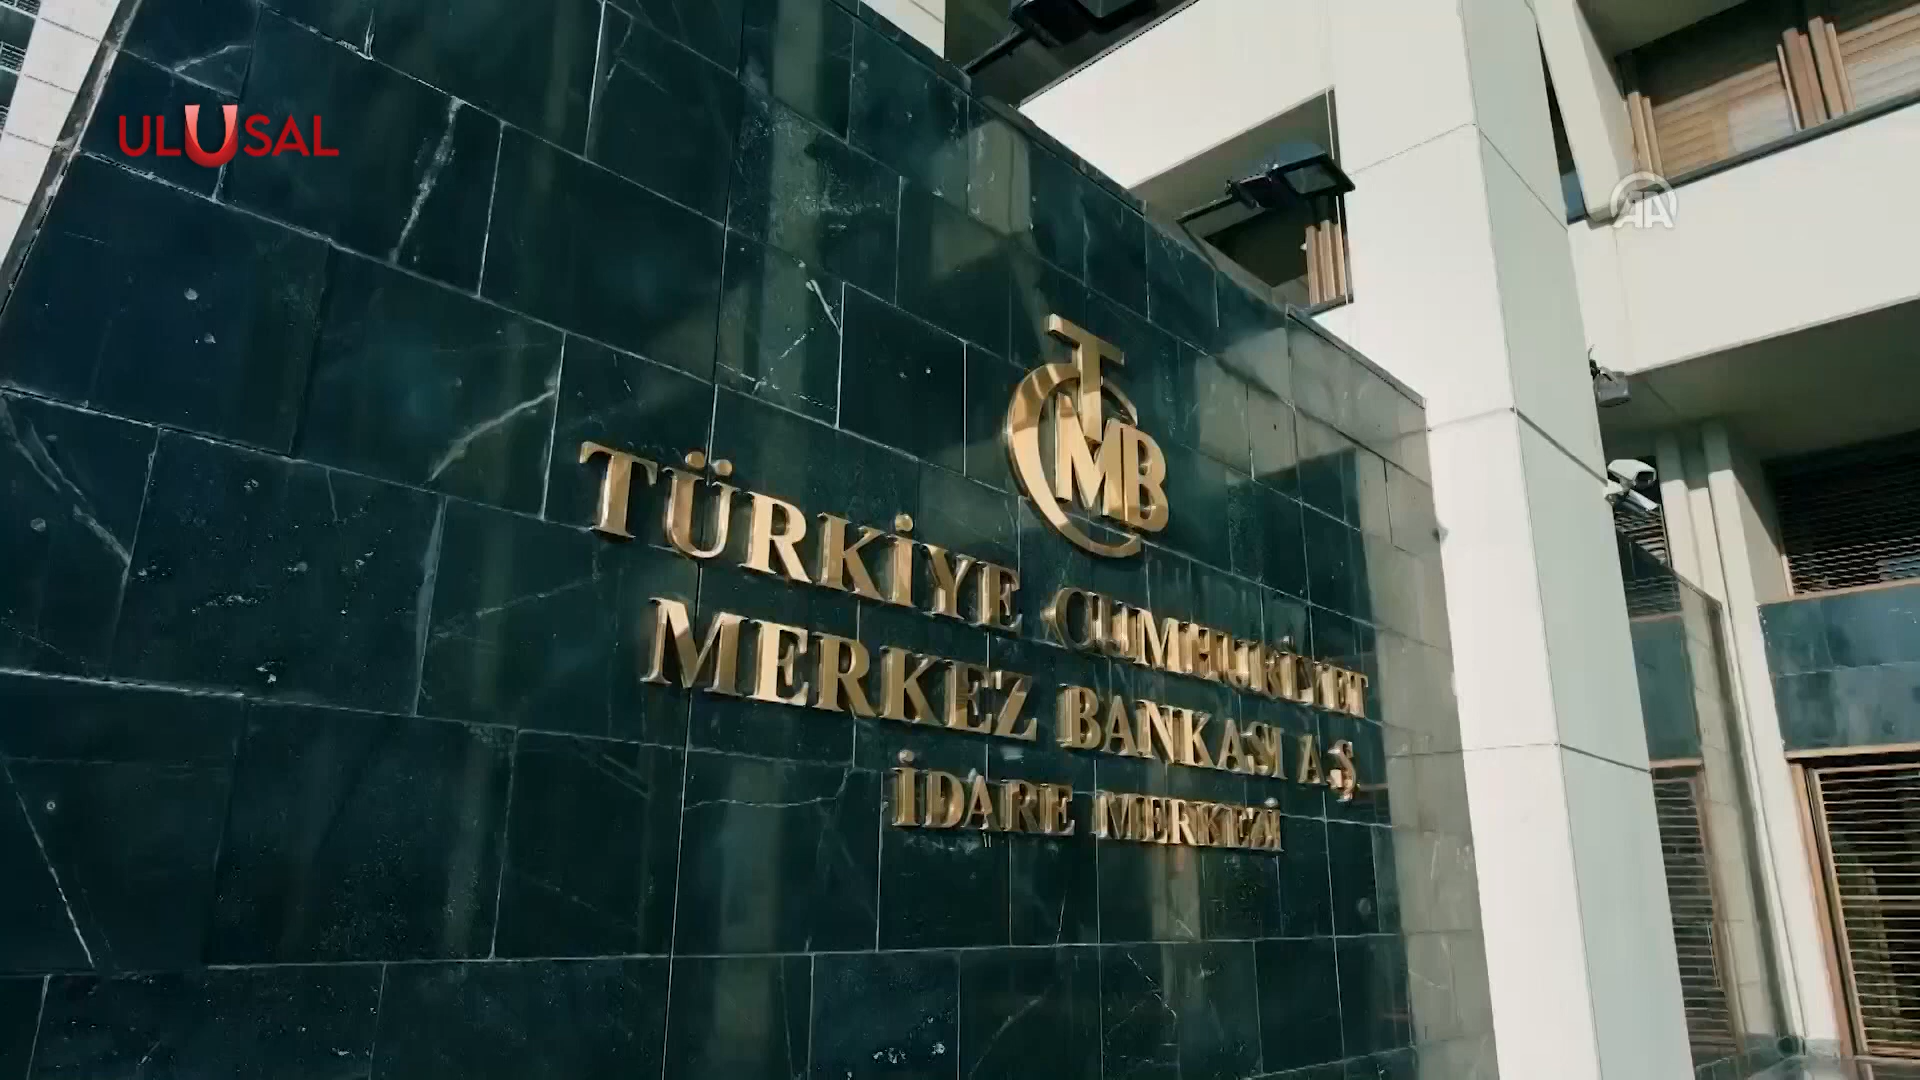 ULUSAL
AA
TCMB
TÜRKİYE CUMHURİYET
MERKEZ BANKASI A.Ş.
İDARE MERKEZİ